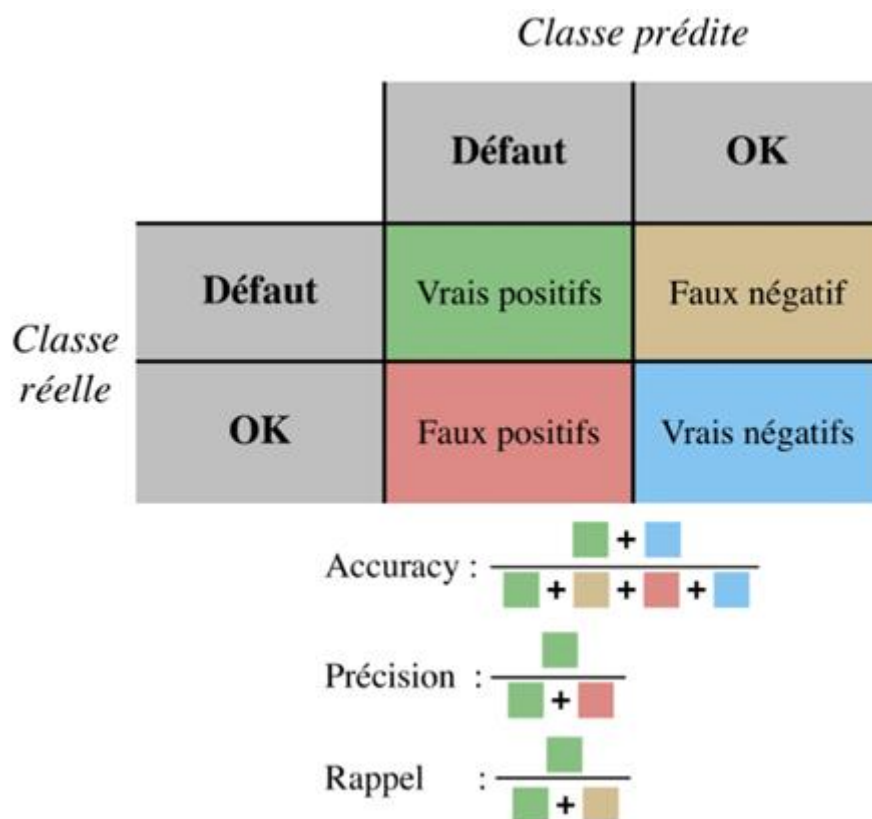 Classe prédite
Défaut OK
Défaut Vrais positifs Faux négatif
Classe
réelle
OK Faux positifs Vrais négatifs
+
Accuracy :
+ + +
Précision :
+
Rappel :
+